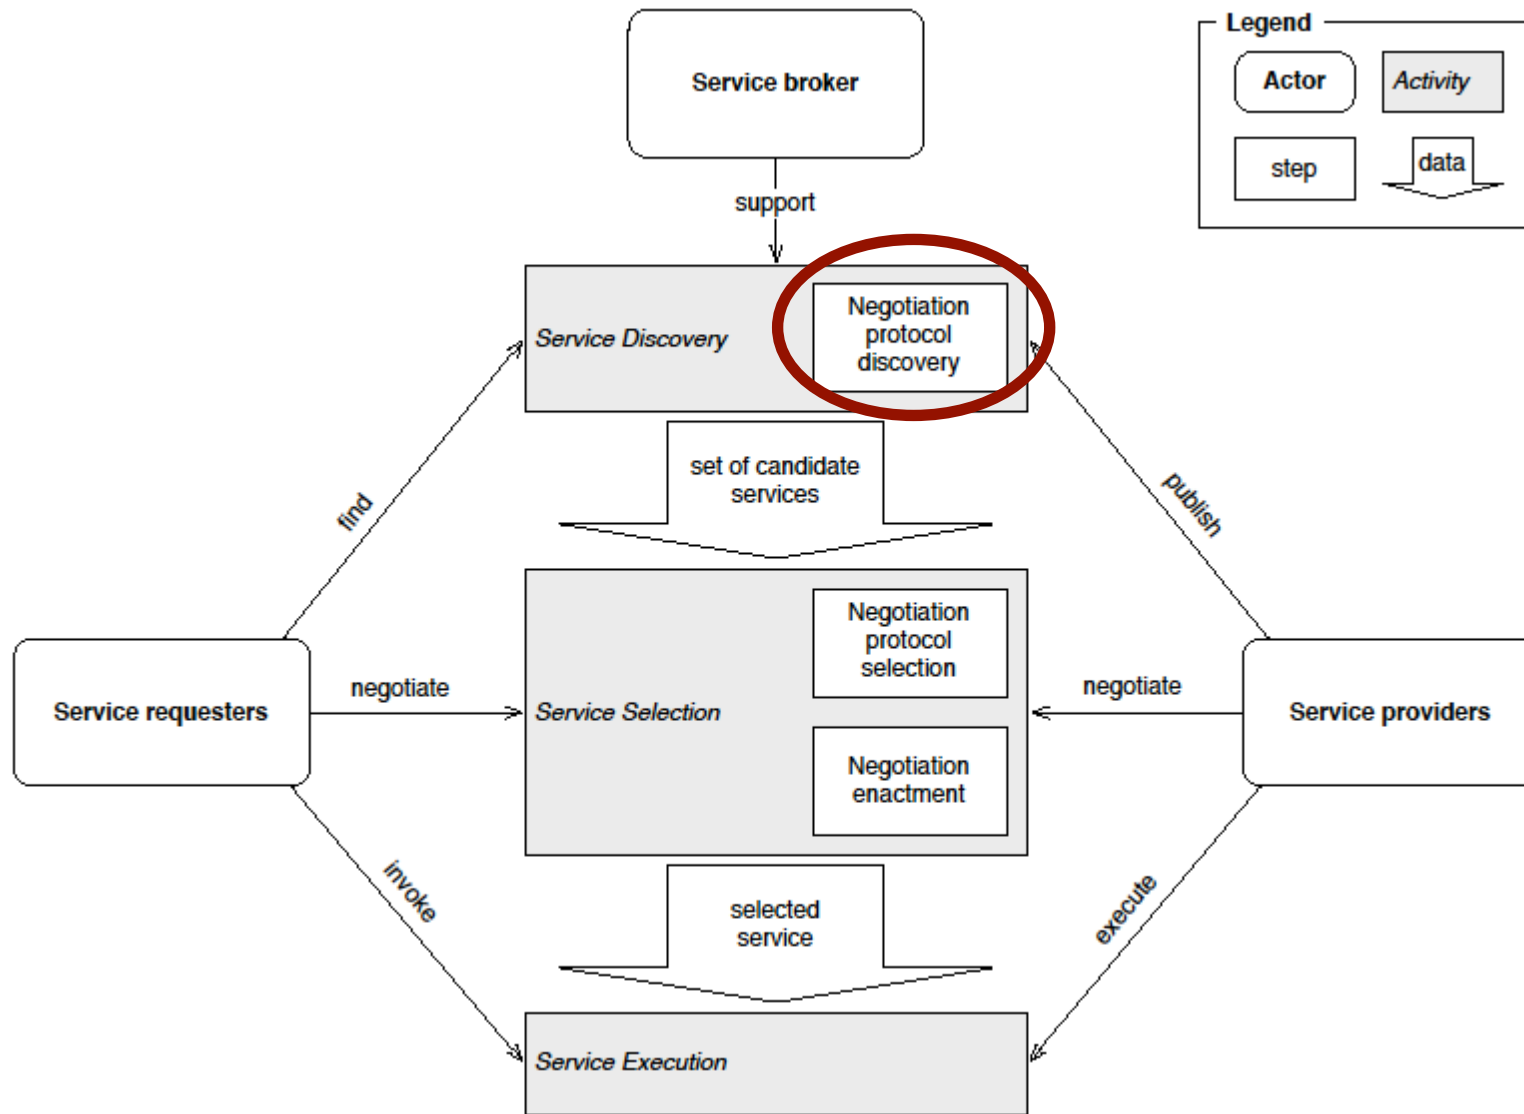 Legend
Service broker
Actor
Activity
step
data
support
Negotiation
protocol
discovery
Service Discovery
set of candidate
services
find
publish
Negotiation
protocol
selection
negotiate
negotiate
Service requesters
Service Selection
Service providers
Negotiation
enactment
invoke
selected
service
execute
Service Execution